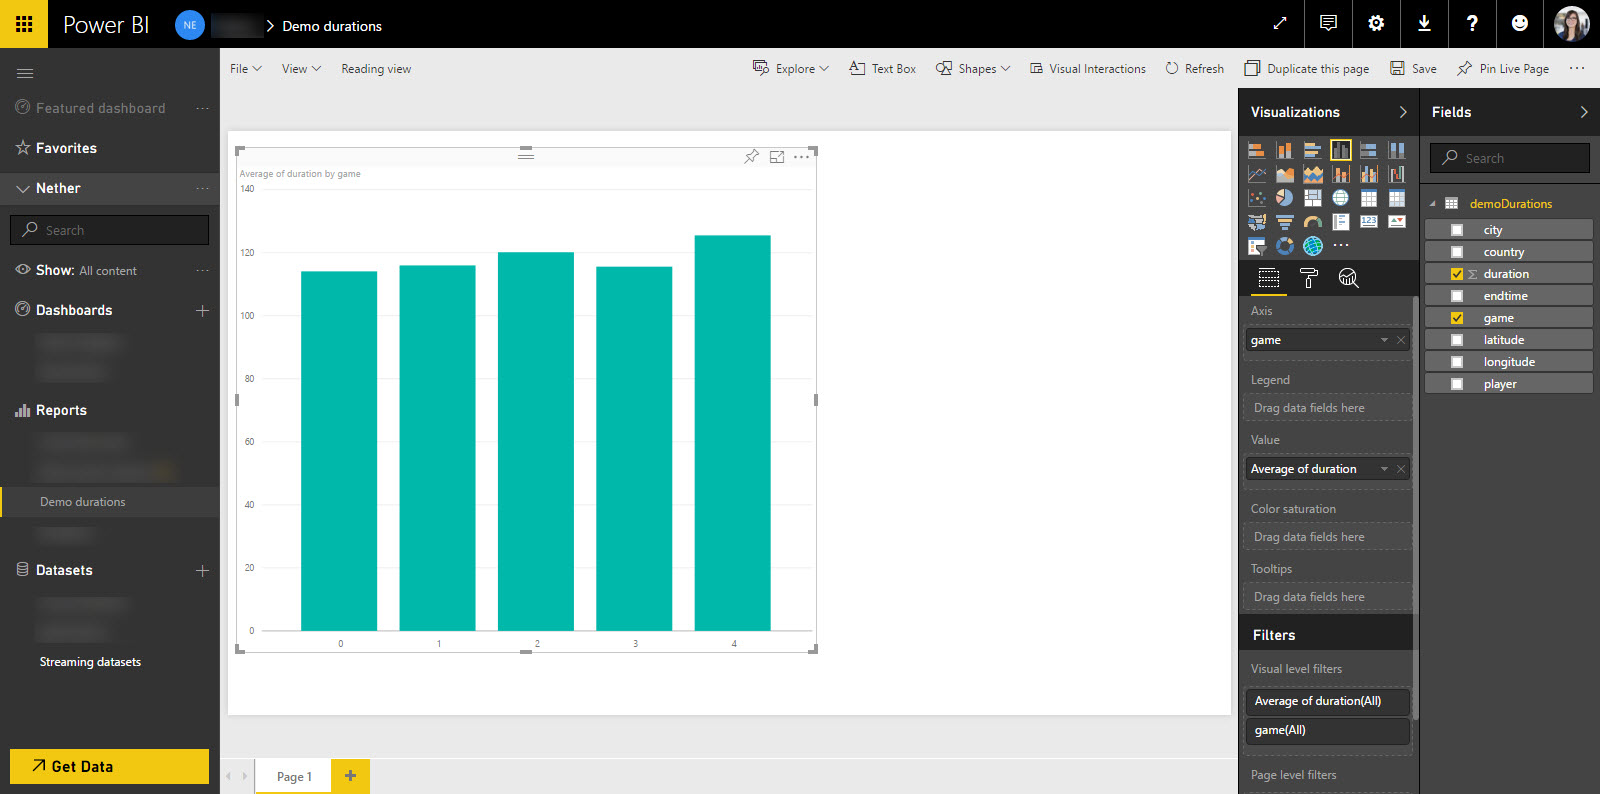 Power BI
NE
Demo durations
Featured dashboard
Favorites
Nether
Search
Show: All content
Dashboards
Reports
Demo durations
Datasets
Streaming datasets
Get Data
File
View
Reading view
Explore
Text Box
Shapes
Visual Interactions
Refresh
Duplicate this page
Save
Pin Live Page
Average of duration by game
140
120
100
80
60
40
20
0
0 1 2 3 4
Page 1
Visualizations
123
Axis
game
Legend
Drag data fields here
Value
Average of duration
Color saturation
Drag data fields here
Tooltips
Drag data fields here
Filters
Visual level filters
Average of duration(All)
game(All)
Page level filters
Fields
Search
demoDurations
city
country
Σ duration
endtime
game
latitude
longitude
player